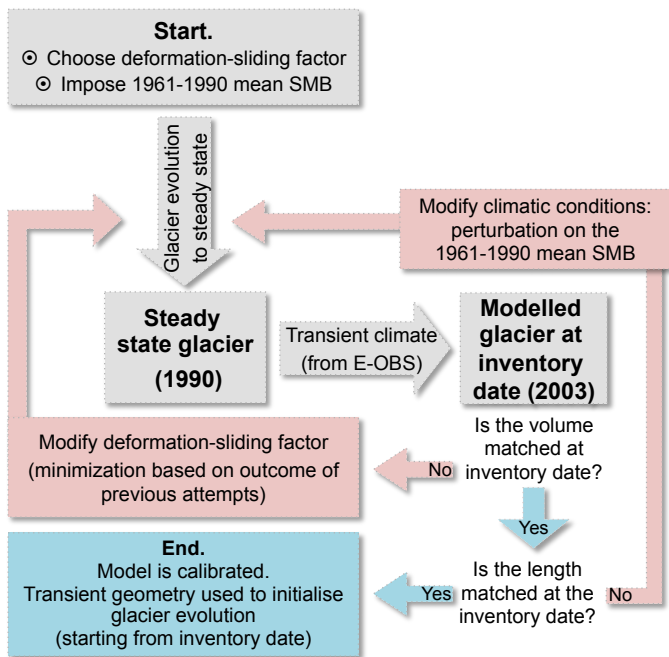 Start.
⊙ Choose deformation-sliding factor
⊙ Impose 1961-1990 mean SMB
Glacier evolution
to steady state
Modify climatic conditions:
perturbation on the
1961-1990 mean SMB
Steady
state glacier
(1990)
Transient climate
(from E-OBS)
Modelled
glacier at
inventory
date (2003)
Is the volume
matched at
inventory date?
No
Modify deformation-sliding factor
(minimization based on outcome of
previous attempts)
Yes
Is the length
matched at the
inventory date?
No
Yes
End.
Model is calibrated.
Transient geometry used to initialise
glacier evolution
(starting from inventory date)